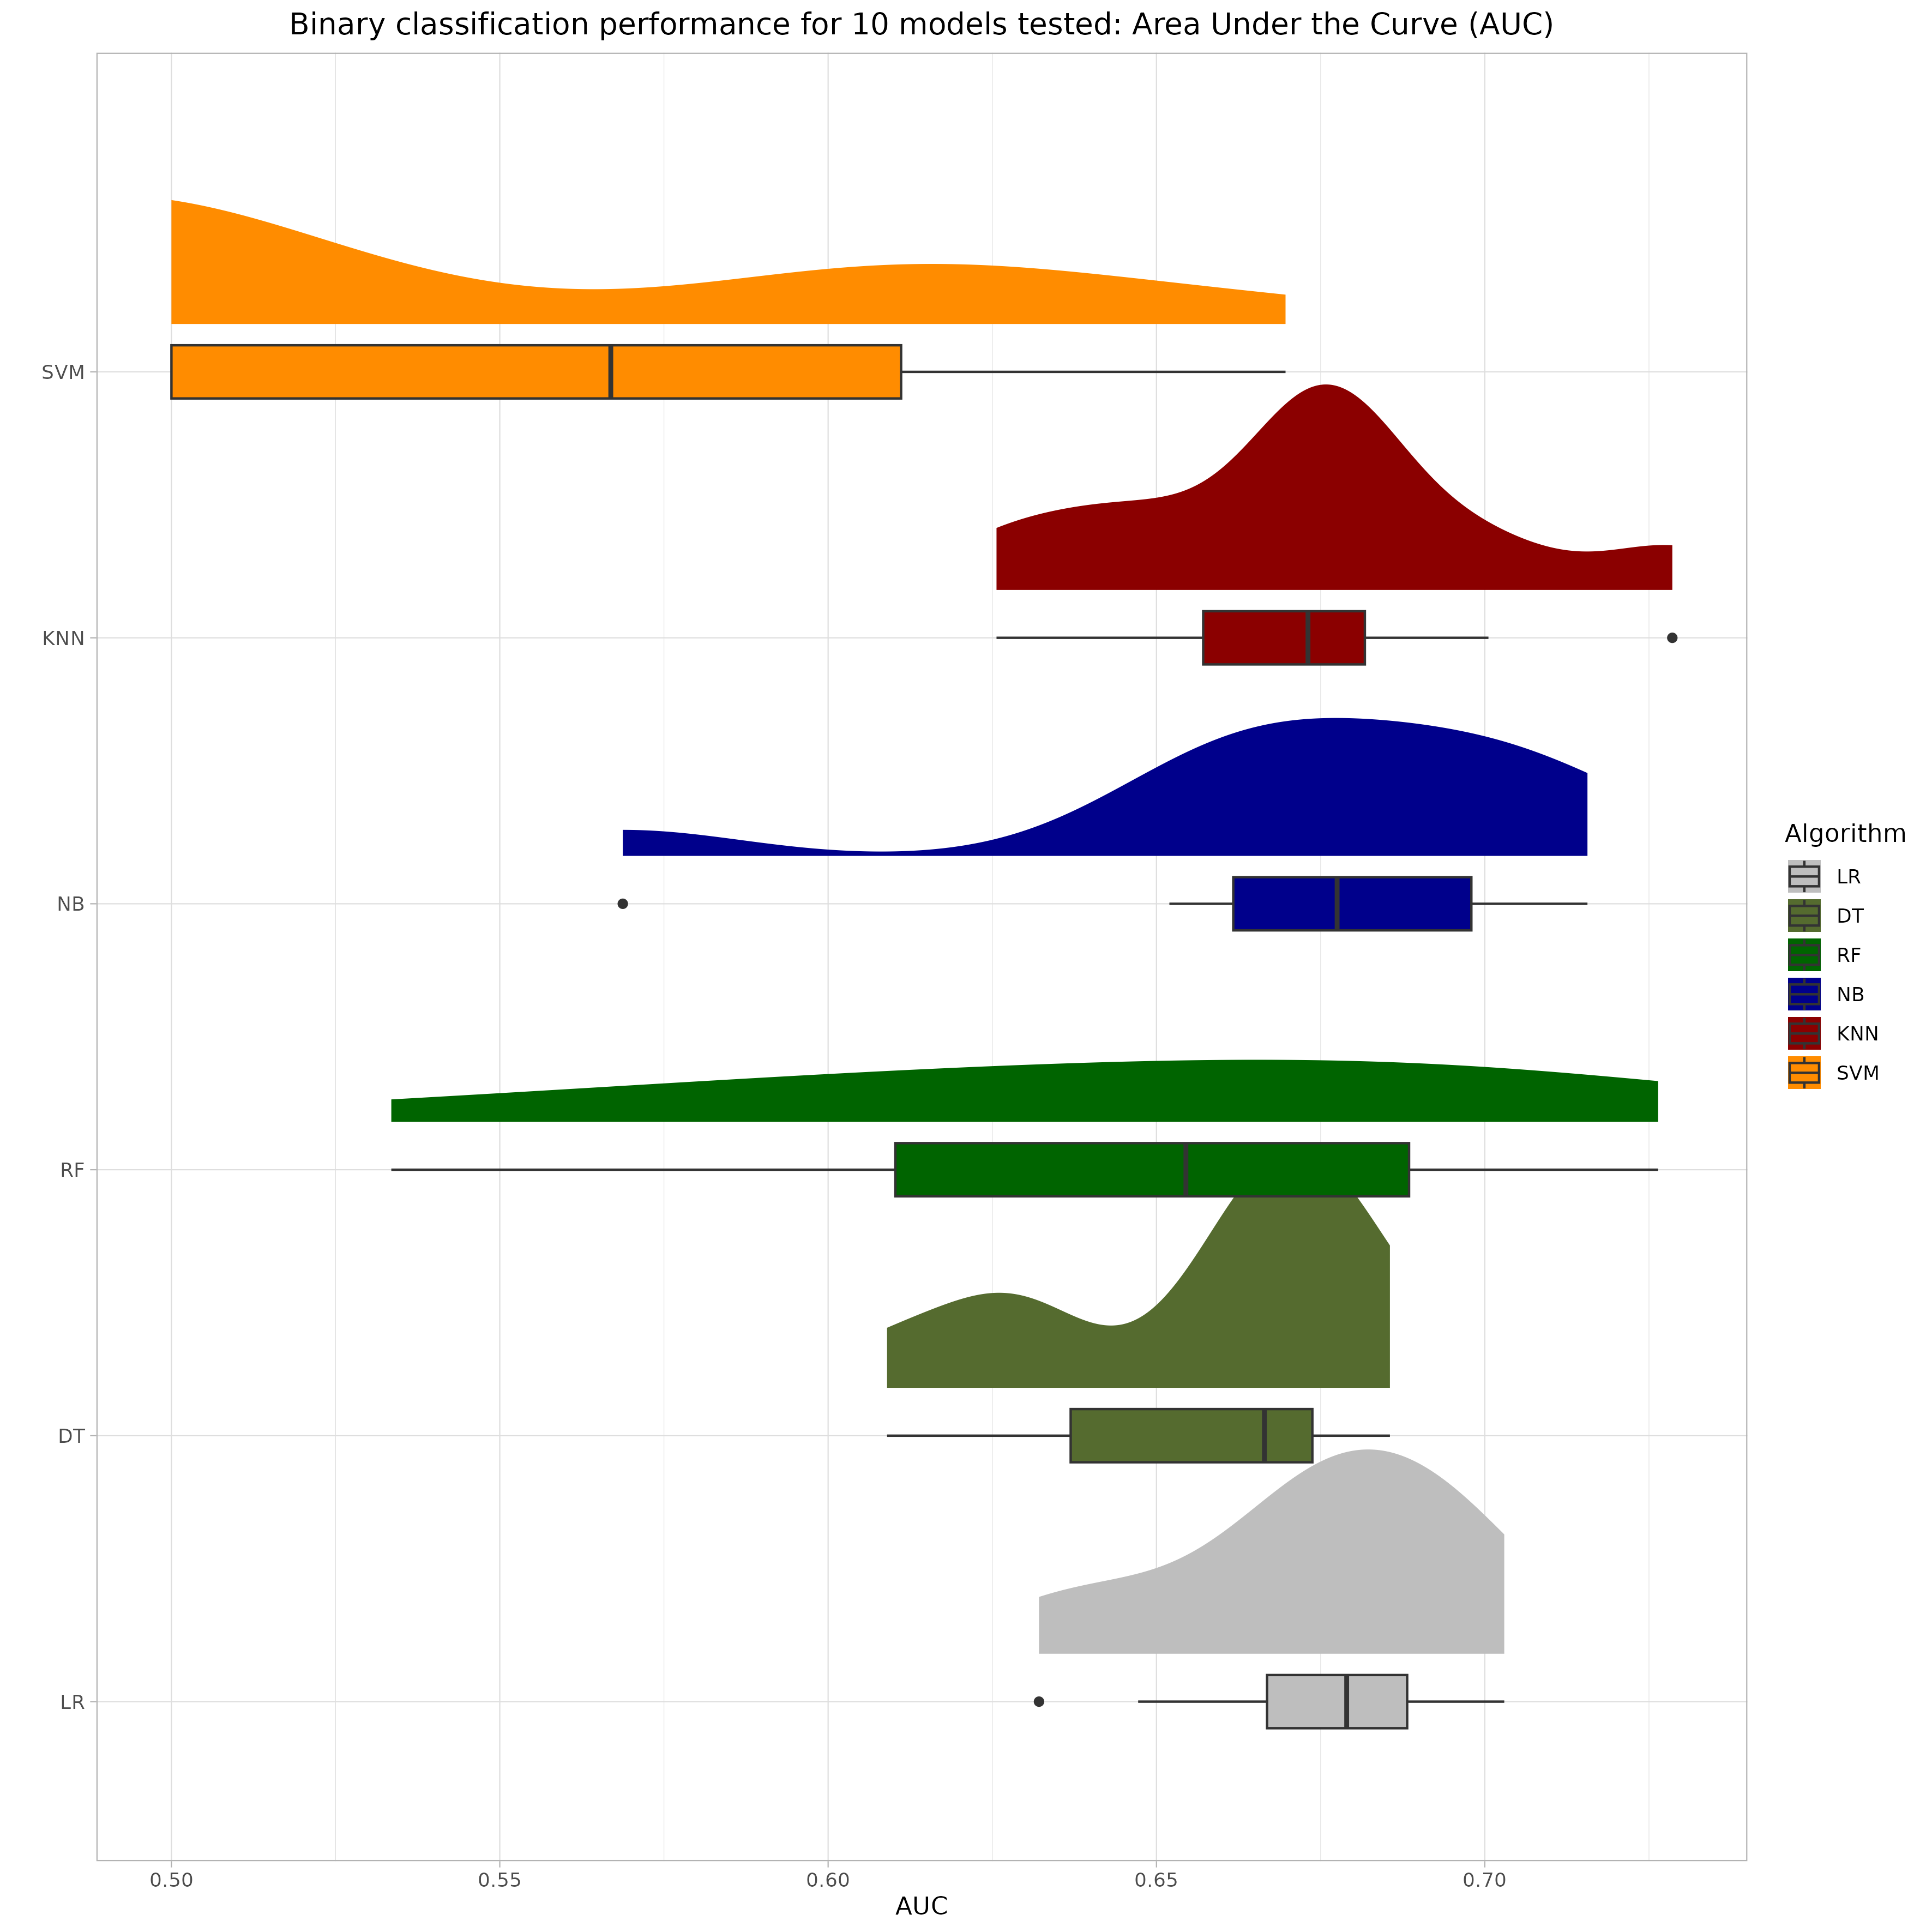 Binary classification performance for 10 models tested: Area Under the Curve (AUC)
SVM
KNN
NB
RF
DT
LR
0.50 0.55 0.60 0.65 0.70
AUC
Algorithm
LR
DT
RF
NB
KNN
SVM